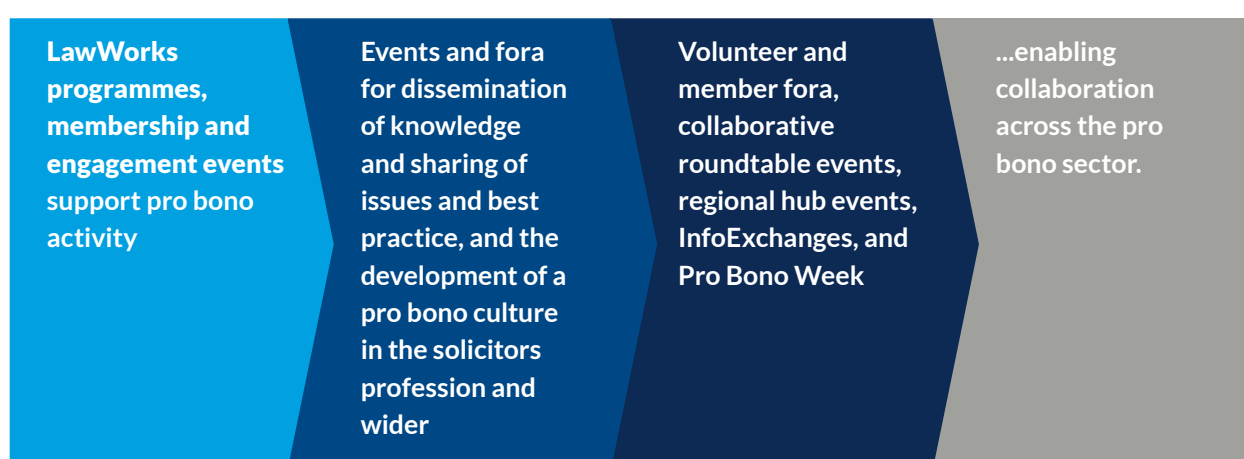 LawWorks
programmes,
membership and
engagement events
support pro bono
activity
Events and fora
for dissemination
of knowledge
and sharing of
issues and best
practice, and the
development of a
pro bono culture
in the solicitors
profession and
wider
Volunteer and
member fora,
collaborative
roundtable events,
regional hub events,
InfoExchanges, and
Pro Bono Week
...enabling
collaboration
across the pro
bono sector.